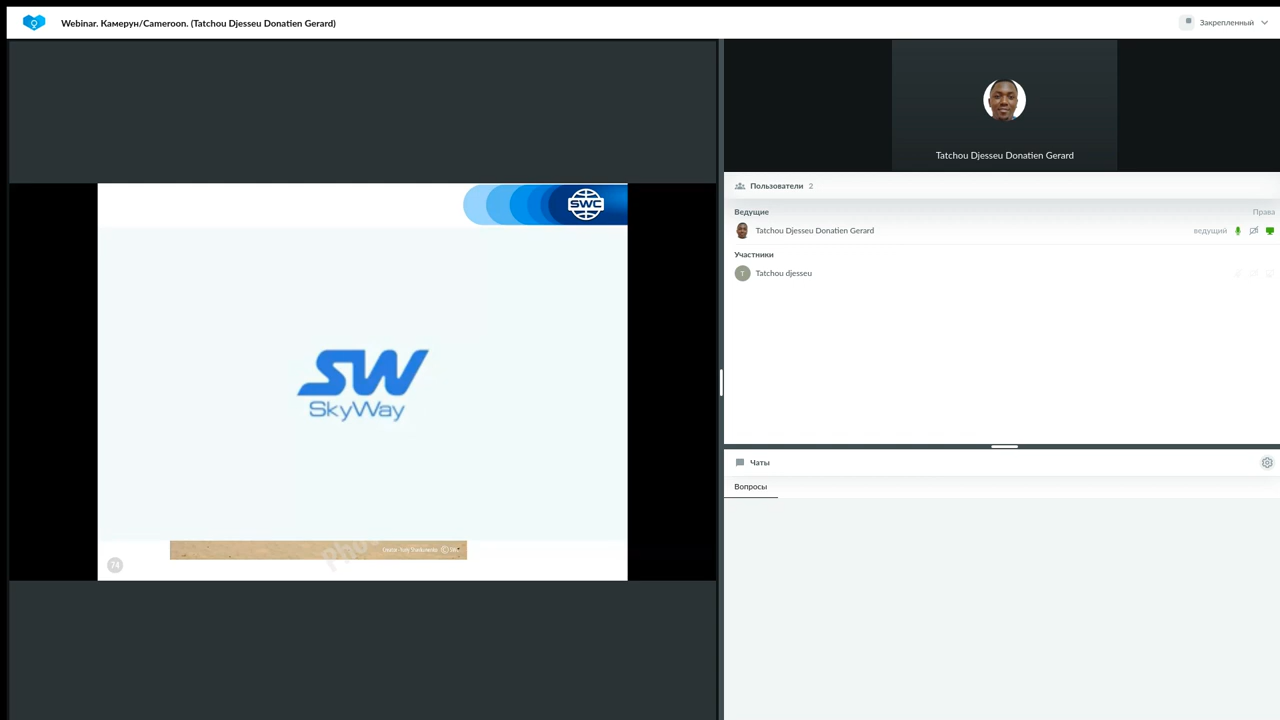 Webinar. Камерун/Cameroon. (Tatchou Djesseu Donatien Gerard)
Закрепленный
SWC
SW
SkyWay
74
Tatchou Djesseu Donatien Gerard
Пользователи 2
Ведущие Права
Tatchou Djesseu Donatien Gerard ведущий
Участники
T Tatchou djesseu
Чаты
Вопросы